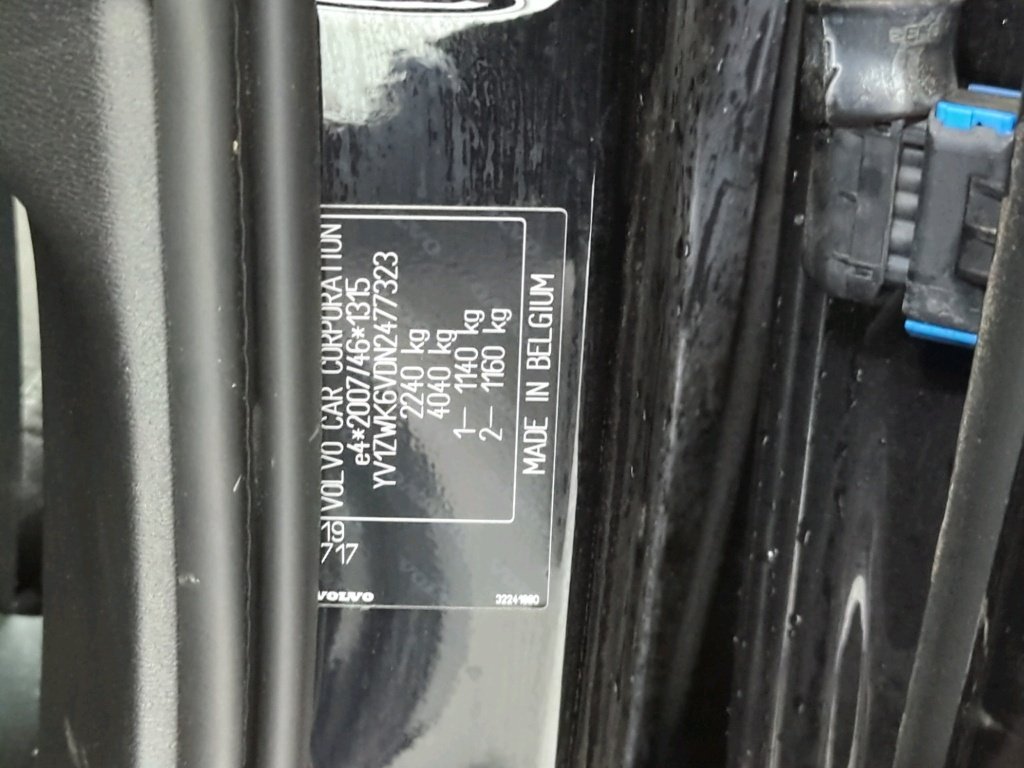 VOLVO CAR CORPORATION
e4*2007/46*1315
YV1ZWK6VDN2477323
2240 kg
4040 kg
1– 1140 kg
2– 1160 kg
MADE IN BELGIUM
19
717
VOLVO